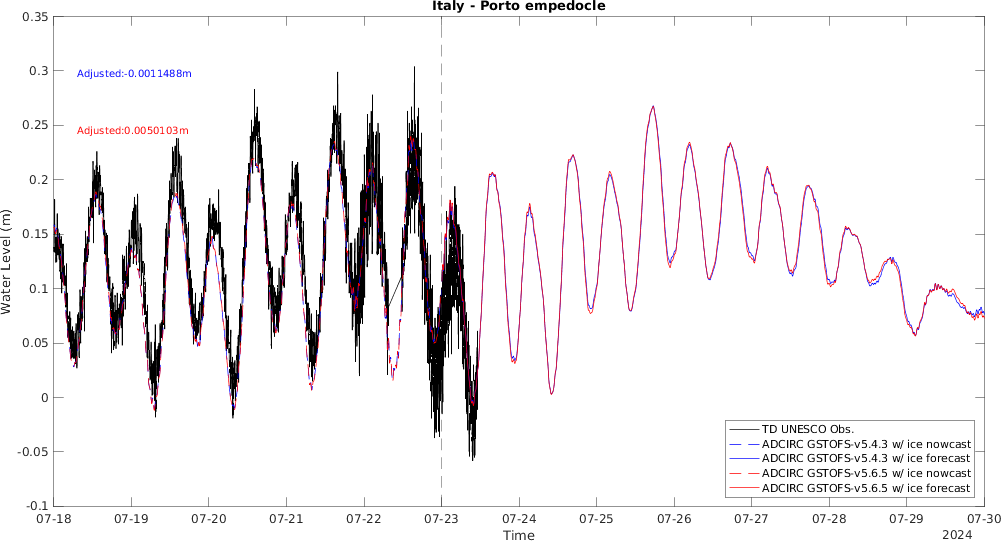 Italy - Porto empedocle
0.35
0.3
0.25
0.2
0.15
0.1
0.05
0
-0.05
-0.1
Water Level (m)
Adjusted:-0.0011488m
Adjusted:0.0050103m
TD UNESCO Obs.
ADCIRC GSTOFS-v5.4.3 w/ ice nowcast
ADCIRC GSTOFS-v5.4.3 w/ ice forecast
ADCIRC GSTOFS-v5.6.5 w/ ice nowcast
ADCIRC GSTOFS-v5.6.5 w/ ice forecast
07-18 07-19 07-20 07-21 07-22 07-23 07-24 07-25 07-26 07-27 07-28 07-29 07-30
Time
2024